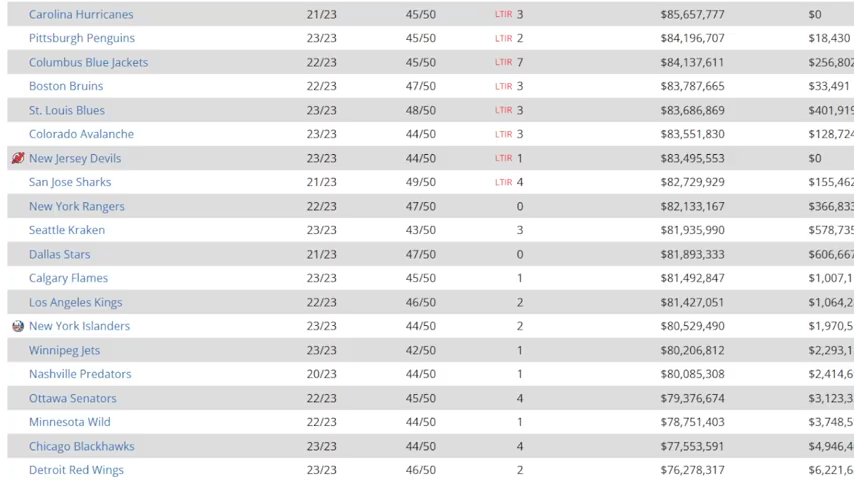 Carolina Hurricanes 21/23 45/50 LTIR 3 $85,657,777 $0
Pittsburgh Penguins 23/23 45/50 LTIR 2 $84,196,707 $18,430
Columbus Blue Jackets 22/23 45/50 LTIR 7 $84,137,611 $256,802
Boston Bruins 22/23 47/50 LTIR 3 $83,787,665 $33,491
St. Louis Blues 23/23 48/50 LTIR 3 $83,686,869 $401,919
Colorado Avalanche 23/23 44/50 LTIR 3 $83,551,830 $128,724
New Jersey Devils 23/23 44/50 LTIR 1 $83,495,553 $0
San Jose Sharks 21/23 49/50 LTIR 4 $82,729,929 $155,462
New York Rangers 22/23 47/50 0 $82,133,167 $366,833
Seattle Kraken 23/23 43/50 3 $81,935,990 $578,735
Dallas Stars 21/23 47/50 0 $81,893,333 $606,667
Calgary Flames 23/23 45/50 1 $81,492,847 $1,007,1
Los Angeles Kings 22/23 46/50 2 $81,427,051 $1,064,2
New York Islanders 23/23 44/50 2 $80,529,490 $1,970,5
Winnipeg Jets 23/23 42/50 1 $80,206,812 $2,293,1
Nashville Predators 20/23 44/50 1 $80,085,308 $2,414,6
Ottawa Senators 22/23 45/50 4 $79,376,674 $3,123,3
Minnesota Wild 22/23 44/50 1 $78,751,403 $3,748,5
Chicago Blackhawks 23/23 44/50 4 $77,553,591 $4,946,4
Detroit Red Wings 23/23 46/50 2 $76,278,317 $6,221,6